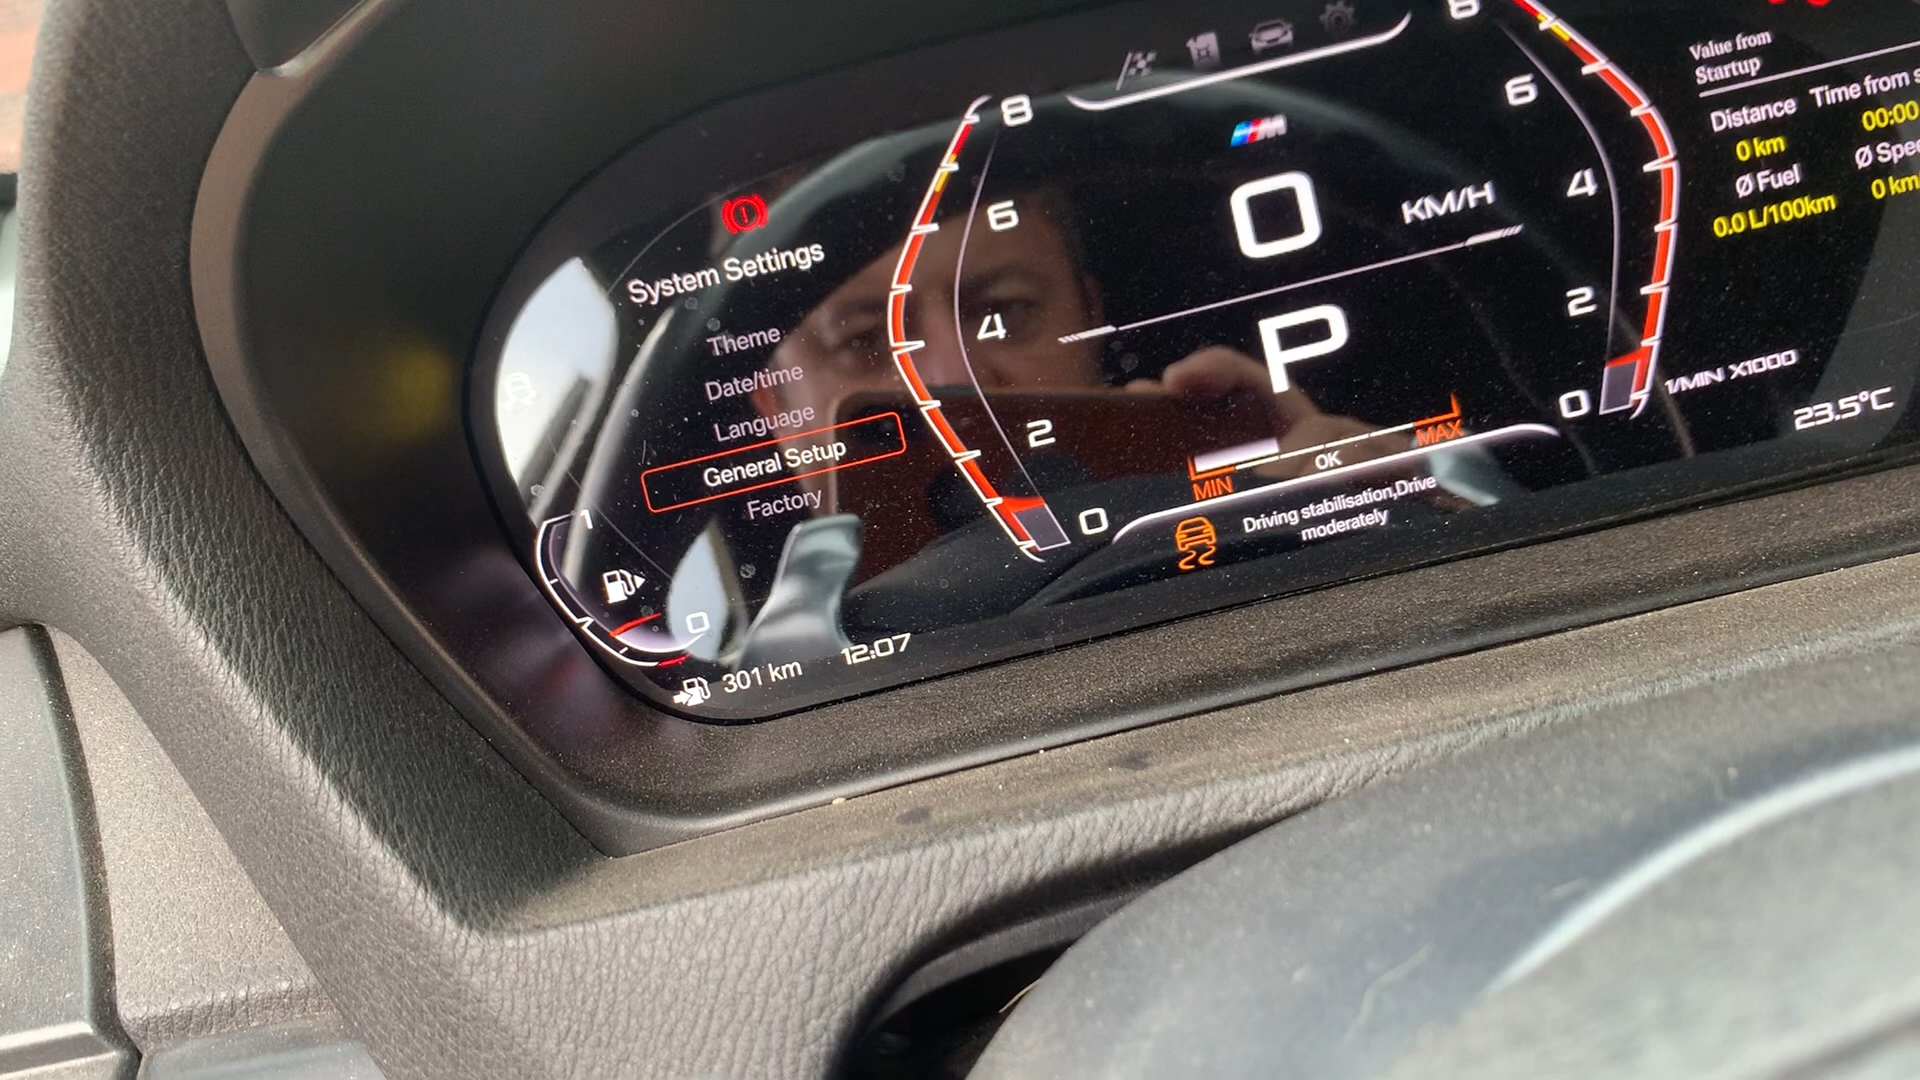 System Settings
Theme
Date/time
Language
General Setup
Factory
1
0
301 km
12:07
8
6
4
2
0
M
0
KM/H
P
MIN
OK
MAX
Driving stabilisation,Drive
moderately
8
6
4
2
0
1/MIN X1000
23.5°C
Value from
Startup
Distance
Time from s
0 km
00:00
Ø Fuel
Ø Spee
0.0 L/100km
0 km